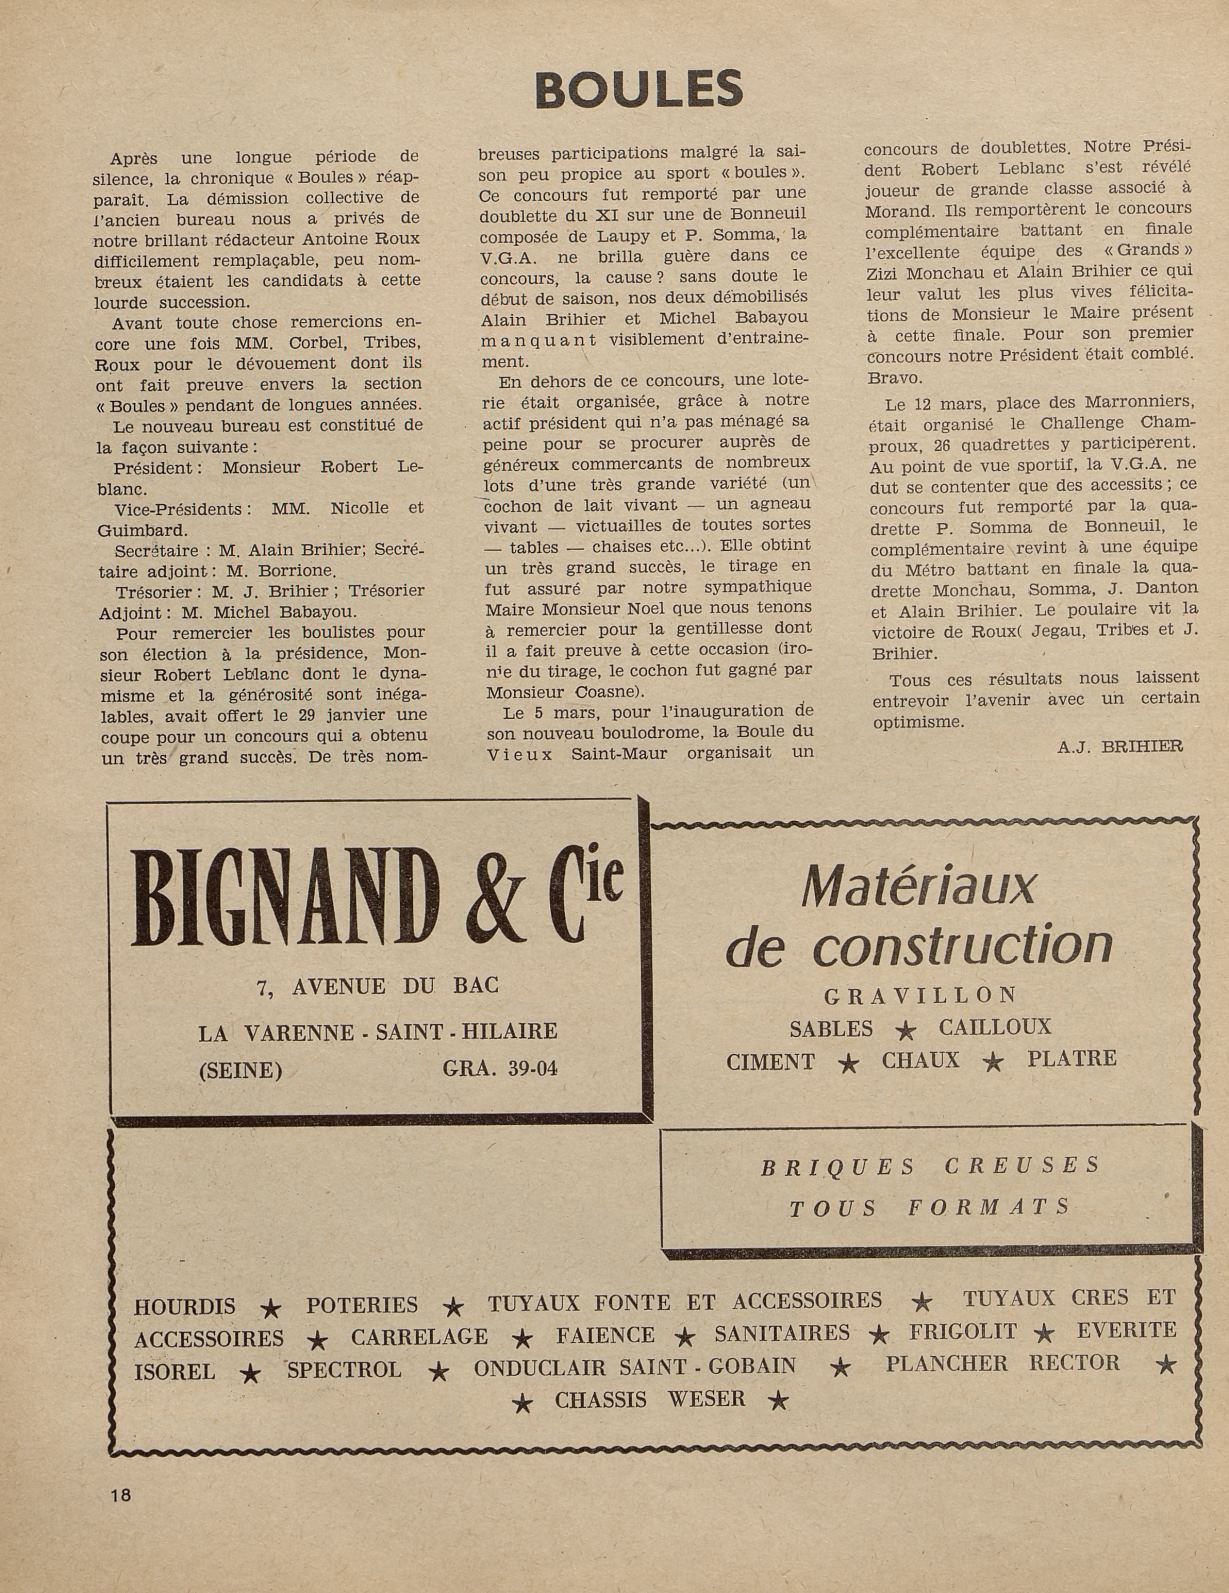 BOULES
Après une longue période de
silence, la chronique « Boules » réap-
parait. La démission collective de
l'ancien bureau nous a privés de
notre brillant rédacteur Antoine Roux
difficilement remplaçable, peu nom-
breux étaient les candidats à cette
lourde succession.
Avant toute chose remercions en-
core une fois MM. Corbel, Tribes,
Roux pour le dévouement dont ils
ont fait preuve envers la section
« Boules » pendant de longues années.
Le nouveau bureau est constitué de
la façon suivante :
Président : Monsieur Robert Le-
blanc.
Vice-Présidents : MM. Nicolle et
Guimbard.
Secrétaire : M. Alain Brihier; Secré-
taire adjoint : M. Borrione.
Trésorier : M. J. Brihier ; Trésorier
Adjoint : M. Michel Babayou.
Pour remercier les boulistes pour
son élection à la présidence, Mon-
sieur Robert Leblanc dont le dyna-
misme et la générosité sont inéga-
lables, avait offert le 29 janvier une
coupe pour un concours qui a obtenu
un très grand succès. De très nom-
breuses participations malgré la sai-
son peu propice au sport « boules ».
Ce concours fut remporté par une
doublette du XI sur une de Bonneuil
composée de Laupy et P. Somma, la
V.G.A. ne brilla guère dans ce
concours, la cause ? sans doute le
début de saison, nos deux démobilisés
Alain Brihier et Michel Babayou
manquant visiblement d'entraine-
ment.
En dehors de ce concours, une lote-
rie était organisée, grâce à notre
actif président qui n'a pas ménagé sa
peine pour se procurer auprès de
généreux commercants de nombreux
lots d'une très grande variété (un
cochon de lait vivant — un agneau
vivant — victuailles de toutes sortes
— tables — chaises etc...). Elle obtint
un très grand succès, le tirage en
fut assuré par notre sympathique
Maire Monsieur Noel que nous tenons
à remercier pour la gentillesse dont
il a fait preuve à cette occasion (iro-
nie du tirage, le cochon fut gagné par
Monsieur Coasne).
Le 5 mars, pour l'inauguration de
son nouveau boulodrome, la Boule du
Vieux Saint-Maur organisait un
concours de doublettes. Notre Prési-
dent Robert Leblanc s'est révélé
joueur de grande classe associé à
Morand. Ils remportèrent le concours
complémentaire battant en finale
l'excellente équipe des « Grands »
Zizi Monchau et Alain Brihier ce qui
leur valut les plus vives félicita-
tions de Monsieur le Maire présent
à cette finale. Pour son premier
concours notre Président était comblé.
Bravo.
Le 12 mars, place des Marronniers,
était organisé le Challenge Cham-
proux, 26 quadrettes y participèrent.
Au point de vue sportif, la V.G.A. ne
dut se contenter que des accessits ; ce
concours fut remporté par la qua-
drette P. Somma de Bonneuil, le
complémentaire revint à une équipe
du Métro battant en finale la qua-
drette Monchau, Somma, J. Danton
et Alain Brihier. Le poulaire vit la
victoire de Roux( Jegau, Tribes et J.
Brihier.
Tous ces résultats nous laissent
entrevoir l'avenir avec un certain
optimisme.
A.J. BRIHIER
BIGNAND & Cie
7, AVENUE DU BAC
LA VARENNE - SAINT - HILAIRE
(SEINE) GRA. 39-04
Matériaux
de construction
GRAVILLON
SABLES ★ CAILLOUX
CIMENT ★ CHAUX ★ PLATRE
BRIQUES CREUSES
TOUS FORMATS
HOURDIS ★ POTERIES ★ TUYAUX FONTE ET ACCESSOIRES ★ TUYAUX CRES ET
ACCESSOIRES ★ CARRELAGE ★ FAIENCE ★ SANITAIRES ★ FRIGOLIT ★ EVERITE
ISOREL ★ SPECTROL ★ ONDUCLAIR SAINT - GOBAIN ★ PLANCHER RECTOR ★
★ CHASSIS WESER ★
18